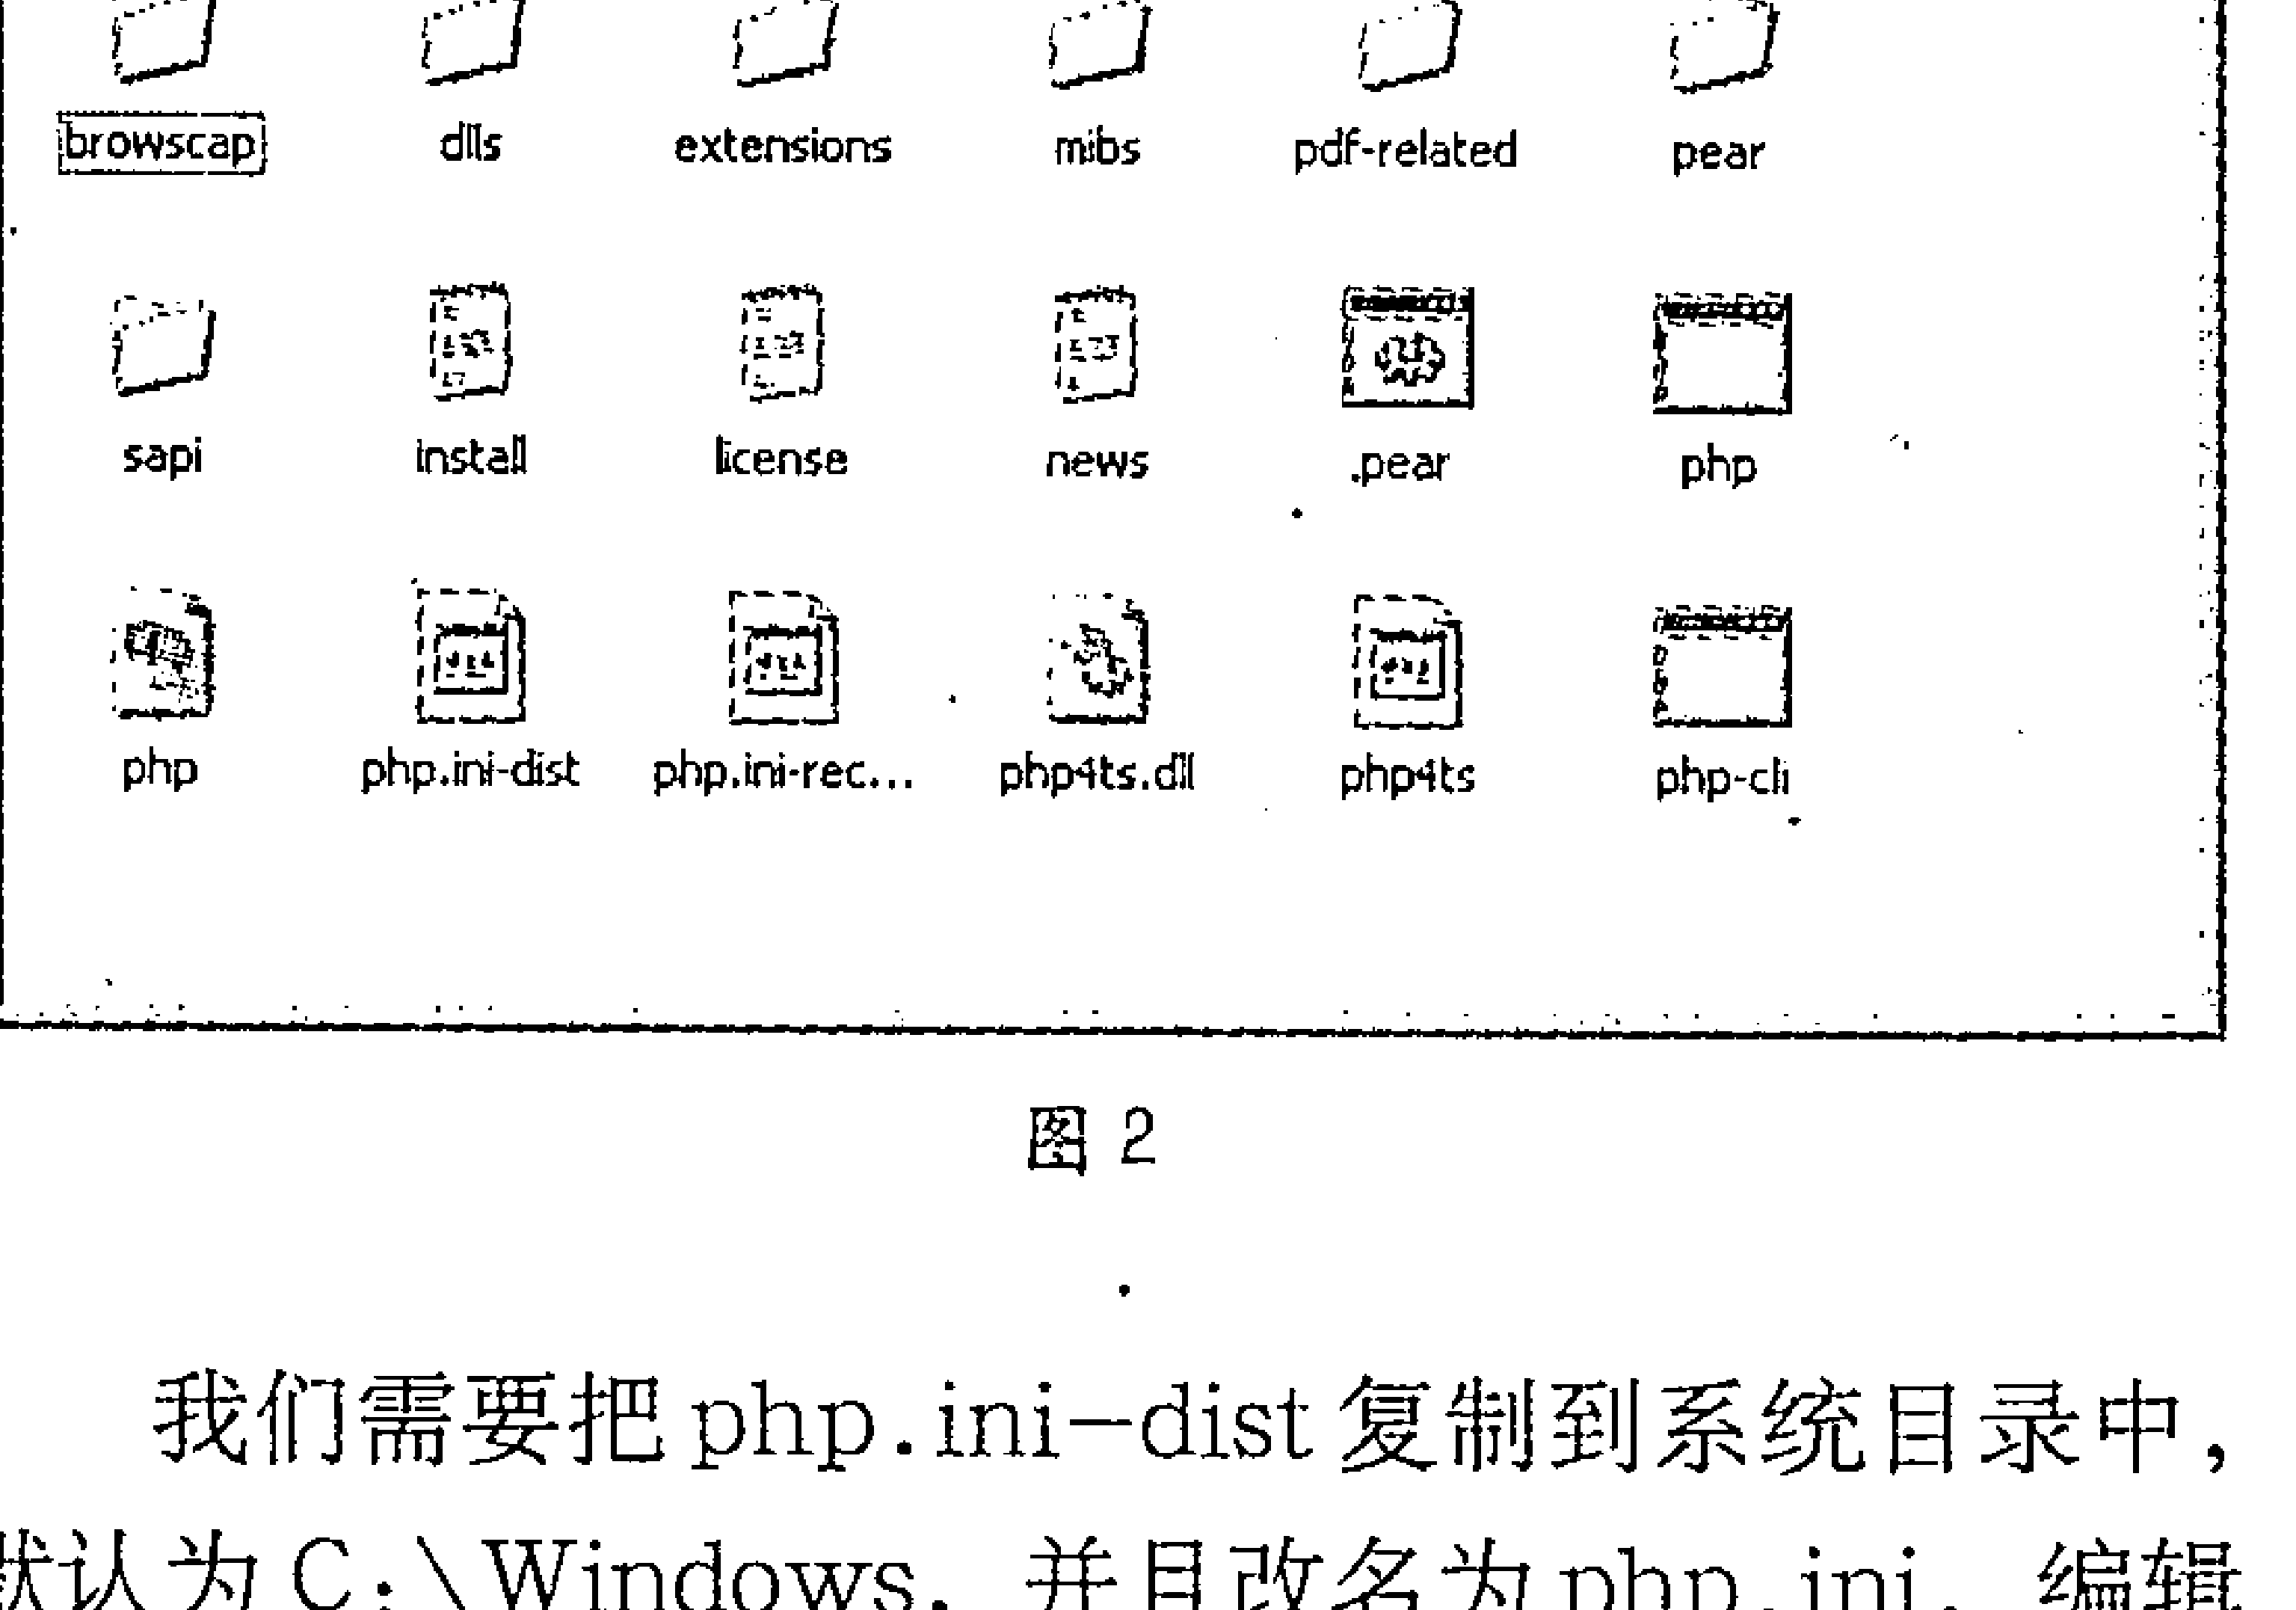 browscap dlls extensions mibs pdf-related pear
sapi install license news .pear php
php php.ini-dist php.ini-rec... php4ts.dll php4ts php-cli
图 2
我们需要把 php.ini-dist 复制到系统目录中，
默认为 C:\Windows，并且改名为 php.ini，编辑